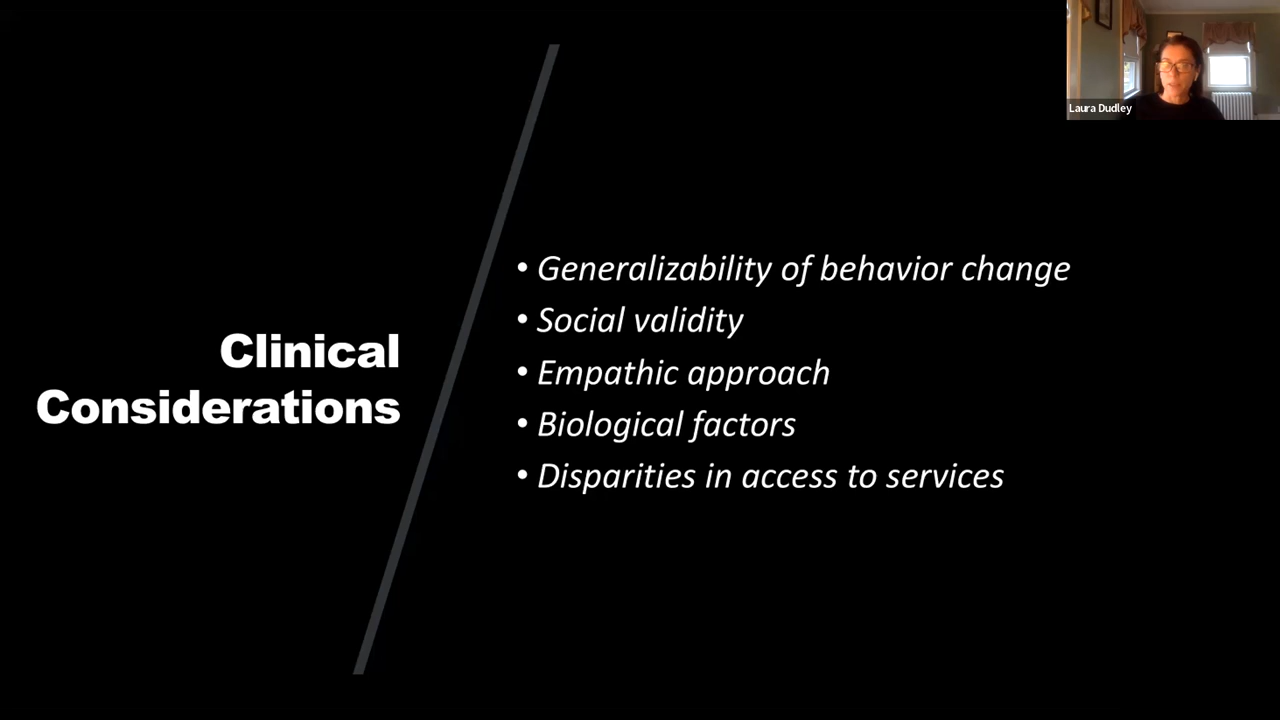 Laura Dudley
Clinical
Considerations
• Generalizability of behavior change
• Social validity
• Empathic approach
• Biological factors
• Disparities in access to services